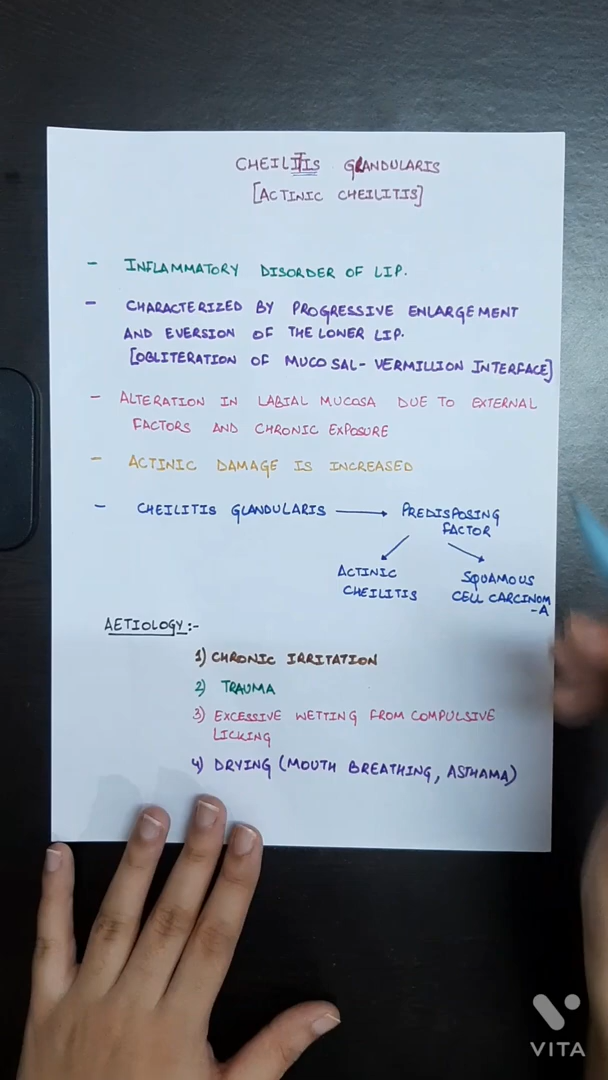 CHEILITIS GLANDULARIS
[ACTINIC CHEILITIS]
- INFLAMMATORY DISORDER OF LIP.
- CHARACTERIZED BY PROGRESSIVE ENLARGEMENT
AND EVERSION OF THE LOWER LIP.
[OBLITERATION OF MUCOSAL-VERMILLION INTERFACE]
- ALTERATION IN LABIAL MUCOSA DUE TO EXTERNAL
FACTORS AND CHRONIC EXPOSURE
- ACTINIC DAMAGE IS INCREASED
- CHEILITIS GLANDULARIS → PREDISPOSING
FACTOR
ACTINIC
CHEILITIS
SQUAMOUS
CELL CARCINOM
-A
AETIOLOGY:-
1) CHRONIC IRRITATION
2) TRAUMA
3) EXCESSIVE WETTING FROM COMPULSIVE
LICKING
4) DRYING (MOUTH BREATHING, ASTHAMA)
VITA